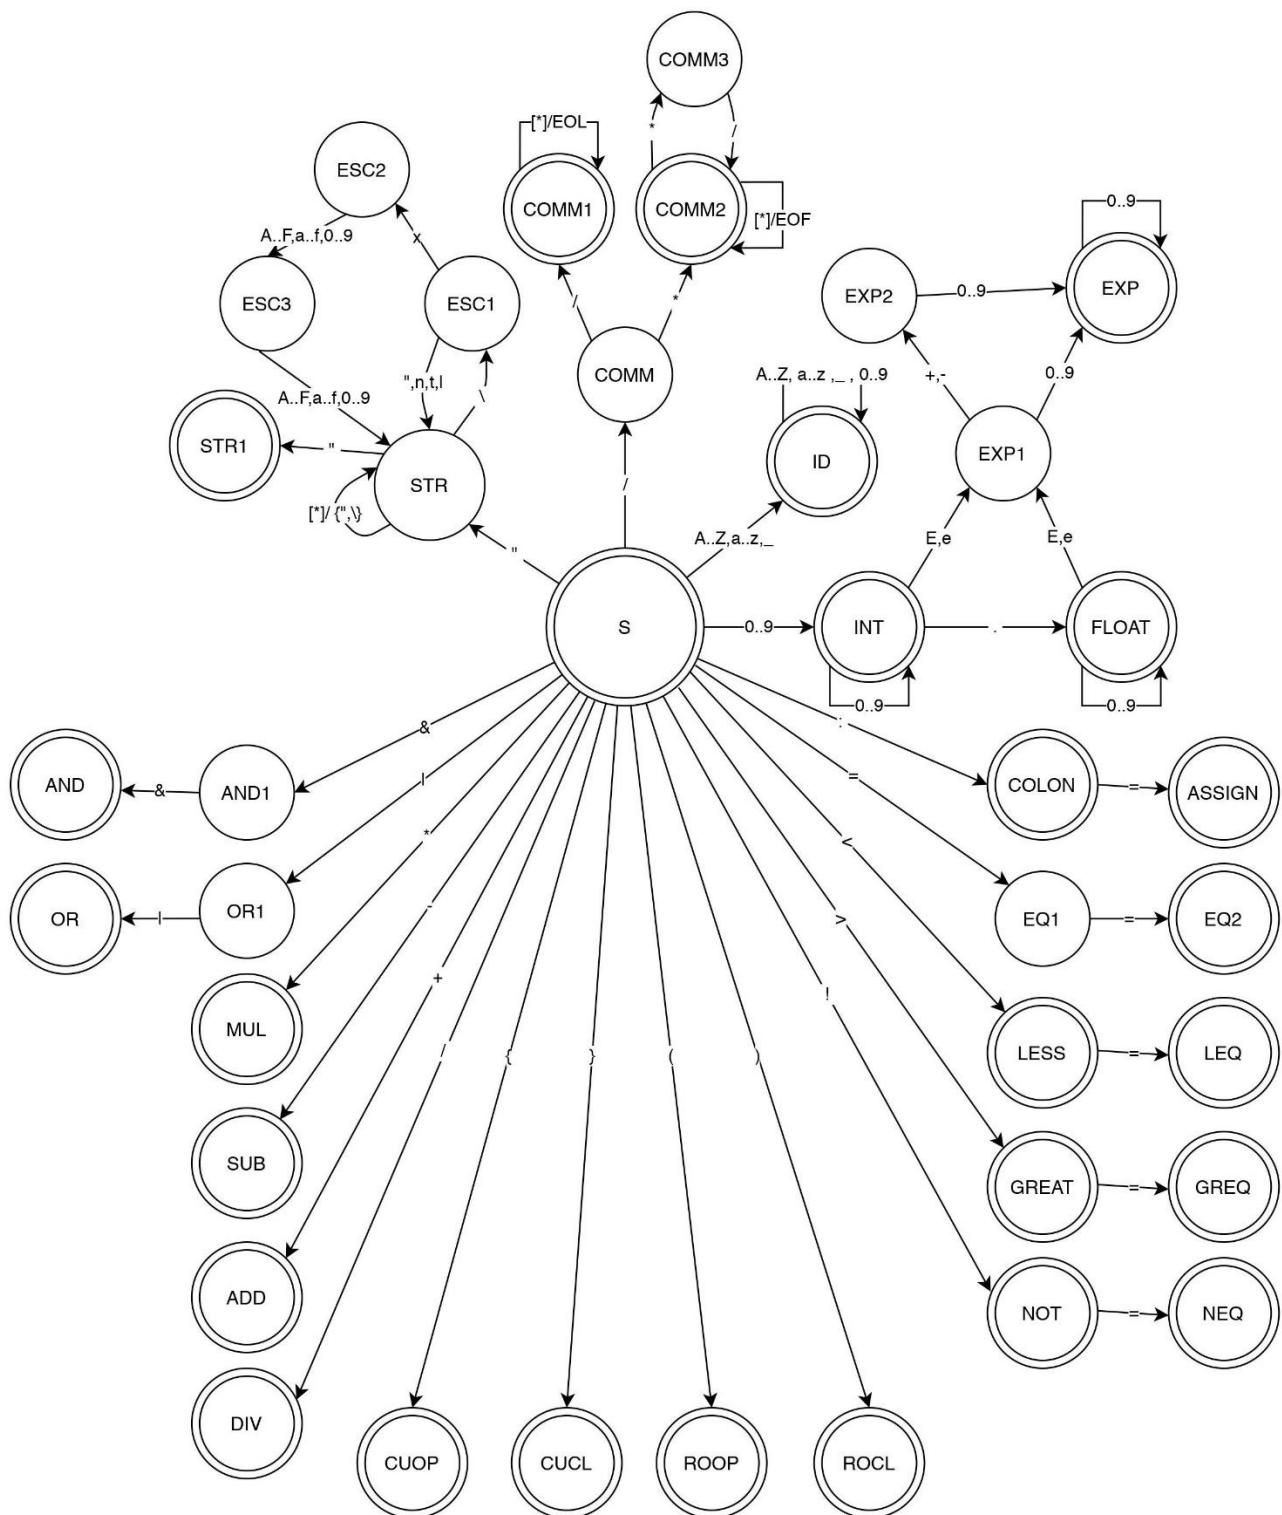 COMM3
*
/
[*]/EOL
ESC2
COMM1
COMM2
[*]/EOF
0..9
A..F,a..f,0..9
x
ESC3
ESC1
/
*
EXP2
0..9
EXP
COMM
A..Z, a..z ,_ , 0..9
+,-
0..9
A..F,a..f,0..9
",n,t,l
\
STR1
"
STR
ID
EXP1
/
[*]/ {",\}
"
A..Z,a..z,_
E,e
E,e
S
0..9
INT
.
FLOAT
0..9
0..9
&
:
AND
&
AND1
|
=
COLON
=
ASSIGN
*
<
OR
|
OR1
-
>
EQ1
=
EQ2
+
!
MUL
/
{
}
(
)
LESS
=
LEQ
SUB
GREAT
=
GREQ
ADD
NOT
=
NEQ
DIV
CUOP
CUCL
ROOP
ROCL